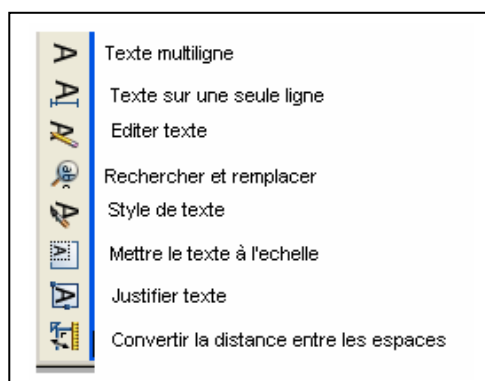 Texte multiligne
Texte sur une seule ligne
Editer texte
Rechercher et remplacer
Style de texte
Mettre le texte à l'echelle
Justifier texte
Convertir la distance entre les espaces